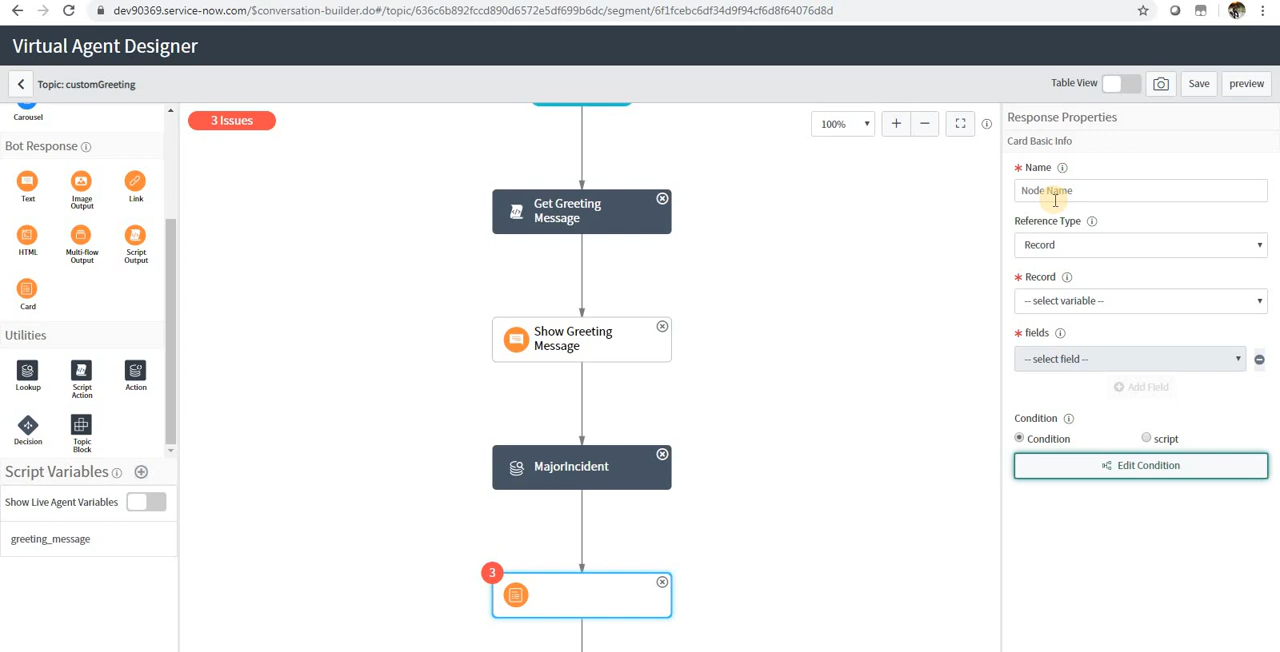 dev90369.service-now.com/$conversation-builder.do#/topic/636c6b892fccd890d6572e5df699b6dc/segment/6f1fcebc6df34d9f94cf6d8f64076d8d
Virtual Agent Designer
Topic: customGreeting
Table View
Save
preview
Carousel
Bot Response
Text
Image Output
Link
HTML
Multi-flow Output
Script Output
Card
Utilities
Lookup
Script Action
Action
Decision
Topic Block
Script Variables
Show Live Agent Variables
greeting_message
3 Issues
100%
Get Greeting
Message
Show Greeting
Message
MajorIncident
3
Response Properties
Card Basic Info
* Name
Node Name
Reference Type
Record
* Record
-- select variable --
* fields
-- select field --
Add Field
Condition
Condition
script
Edit Condition